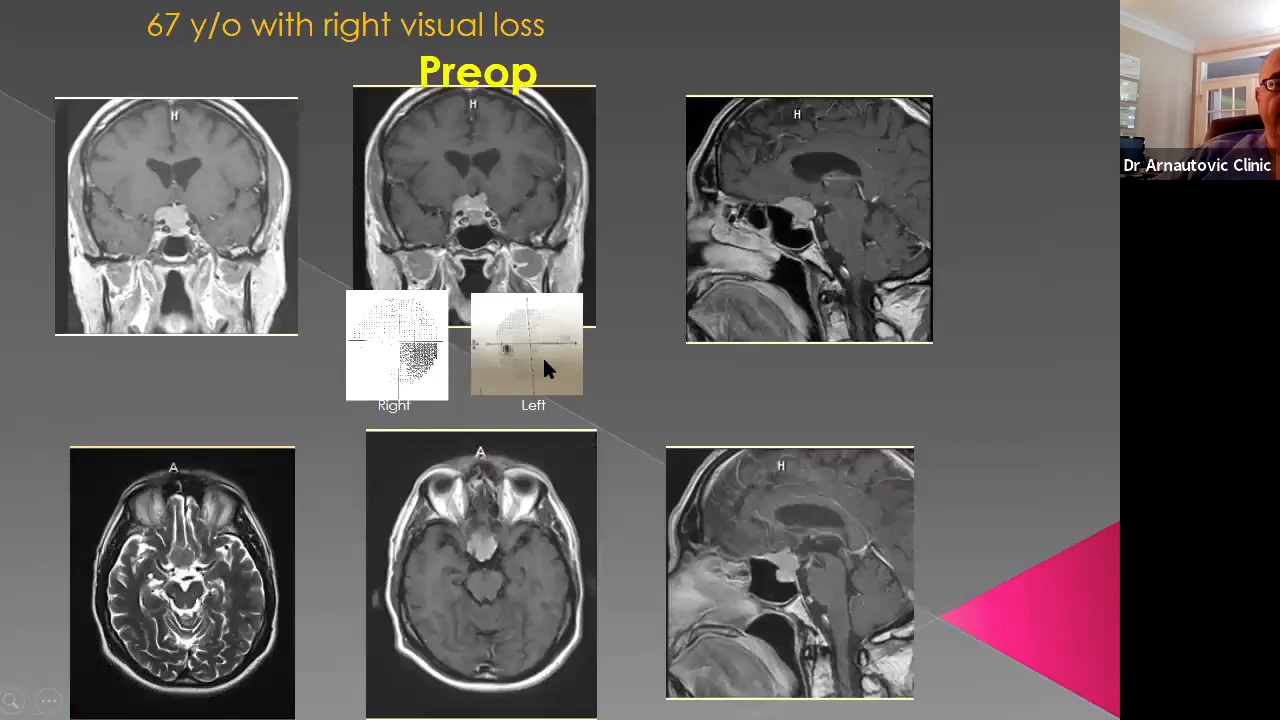 67 y/o with right visual loss
Preop
H
H
H
Dr Arnautovic Clinic
Right
Left
A
A
H